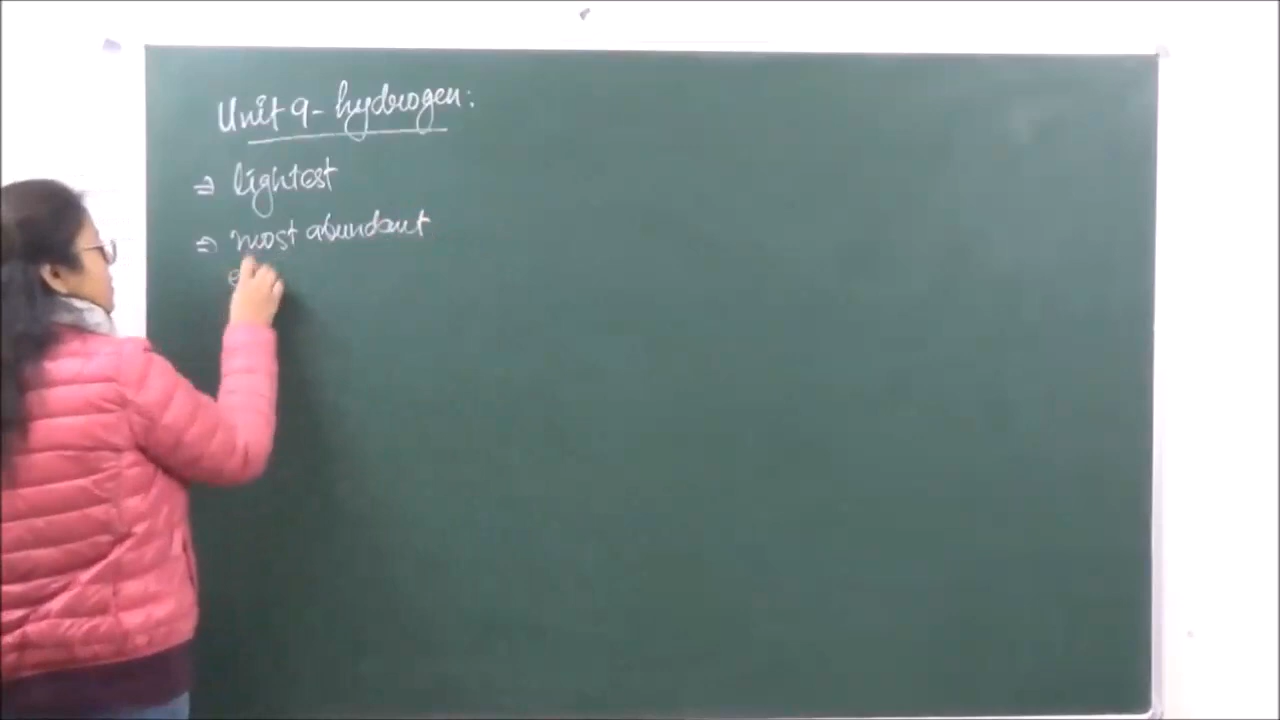 Unit 9- hydrogen:
⇒ lightest
⇒ most abundant
e